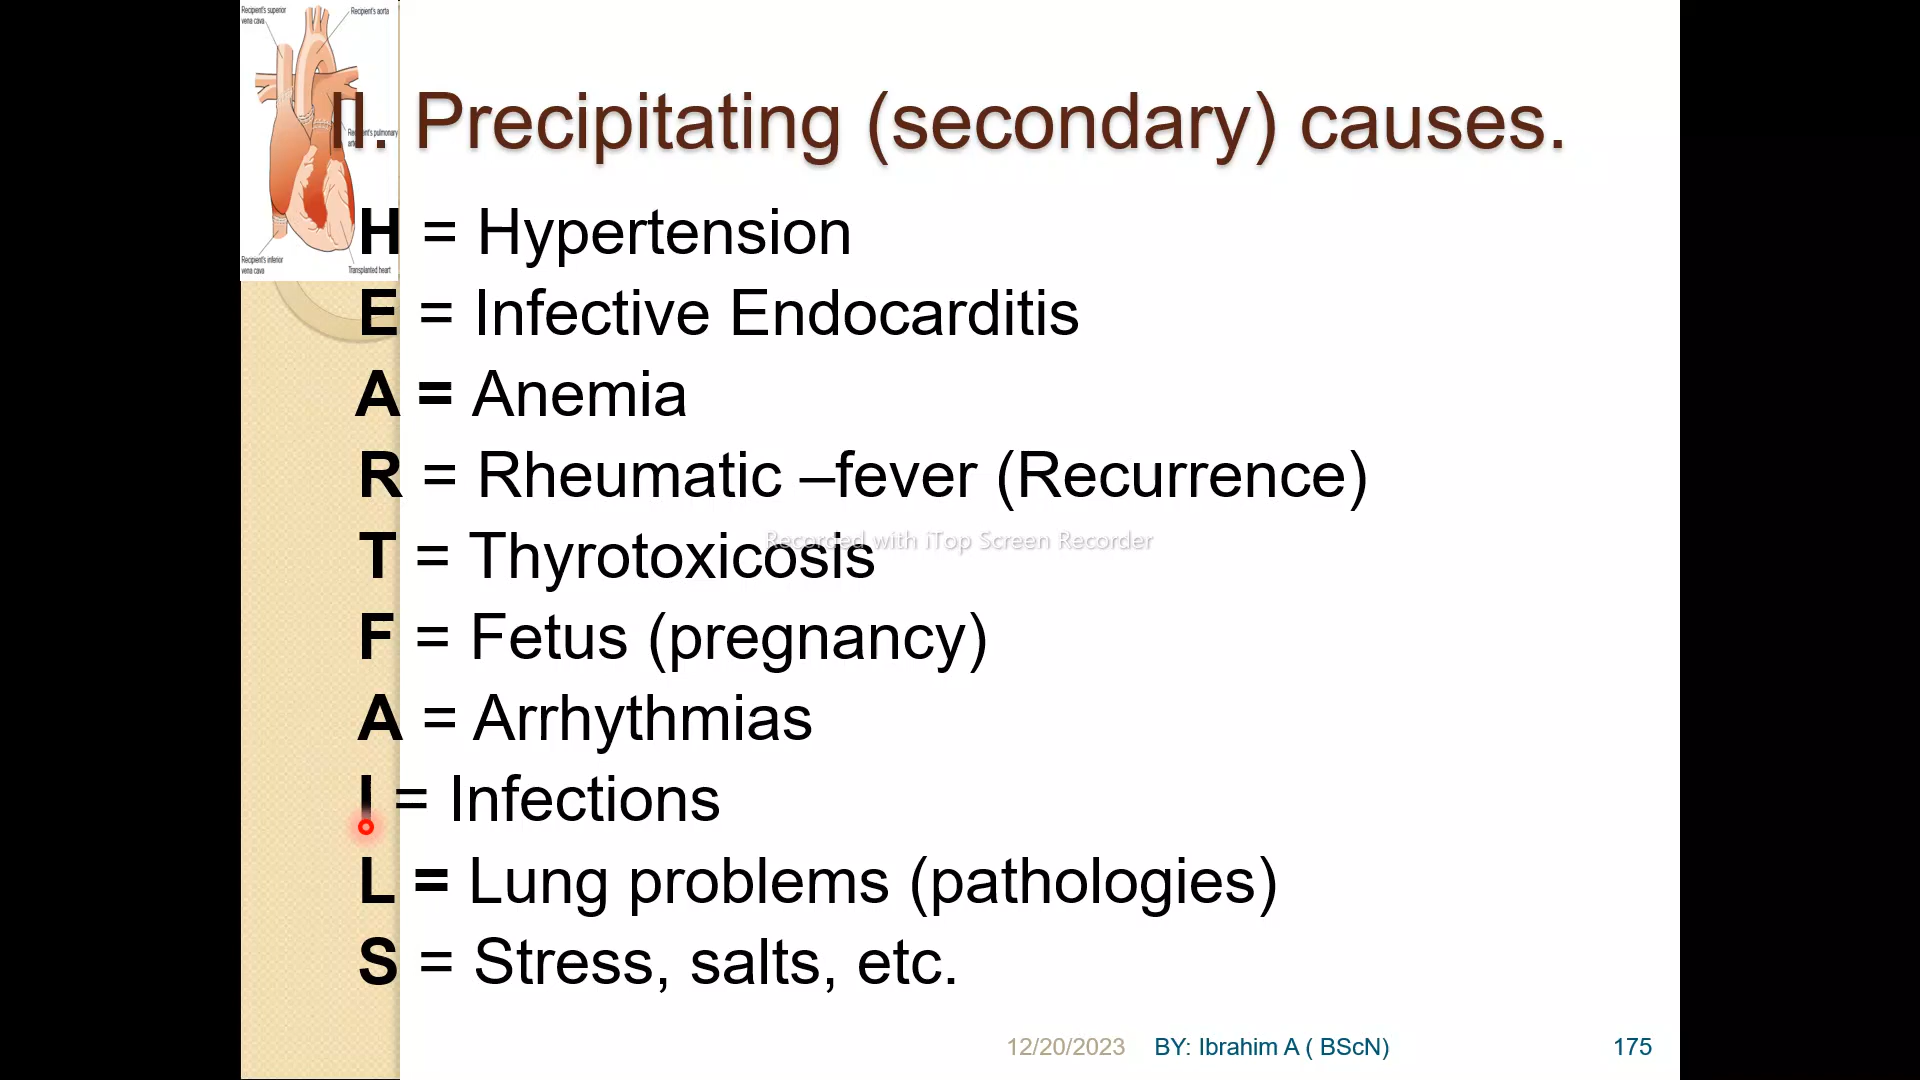 Recipient's superior
vena cava
Recipient's aorta
II. Precipitating (secondary) causes.
Recipient's pulmonary
H = Hypertension
Recipient's inferior
vena cava
Transplanted heart
E = Infective Endocarditis
A = Anemia
R = Rheumatic –fever (Recurrence)
Recorded with iTop Screen Recorder
T = Thyrotoxicosis
F = Fetus (pregnancy)
A = Arrhythmias
I = Infections
L = Lung problems (pathologies)
S = Stress, salts, etc.
12/20/2023 BY: Ibrahim A ( BScN) 175